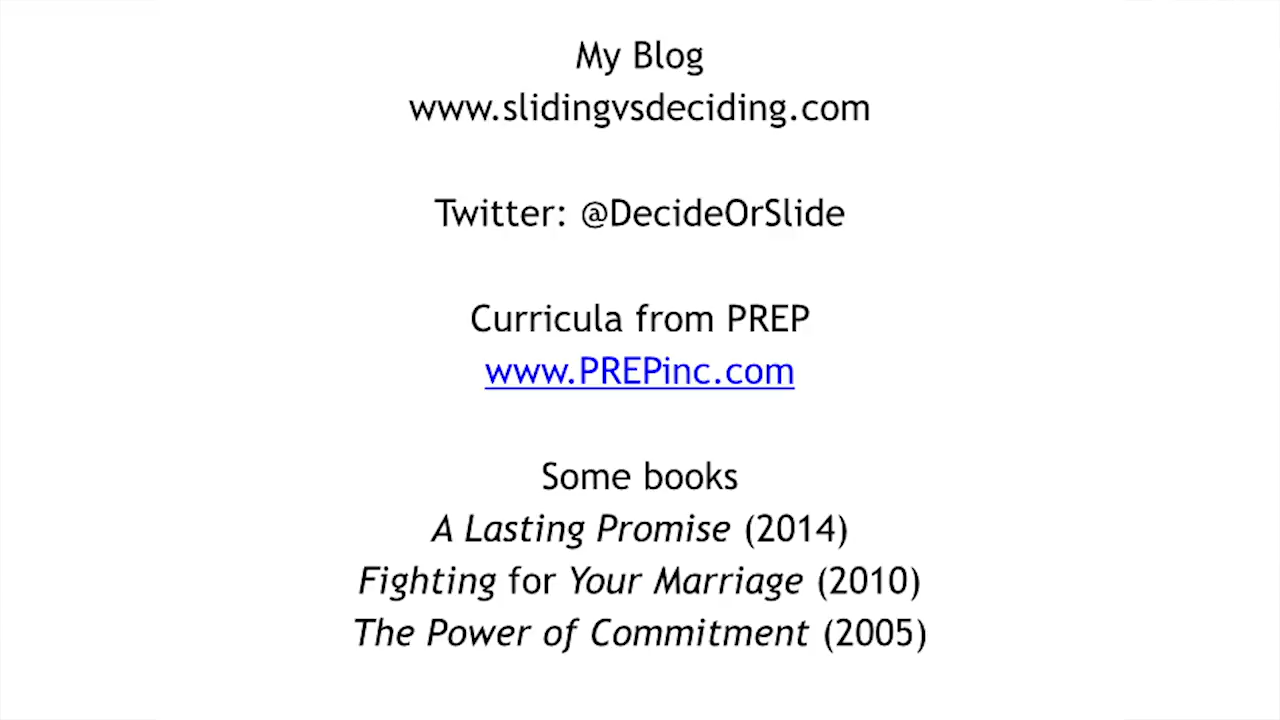 My Blog
www.slidingvsdeciding.com
Twitter: @DecideOrSlide
Curricula from PREP
www.PREPinc.com
Some books
A Lasting Promise (2014)
Fighting for Your Marriage (2010)
The Power of Commitment (2005)